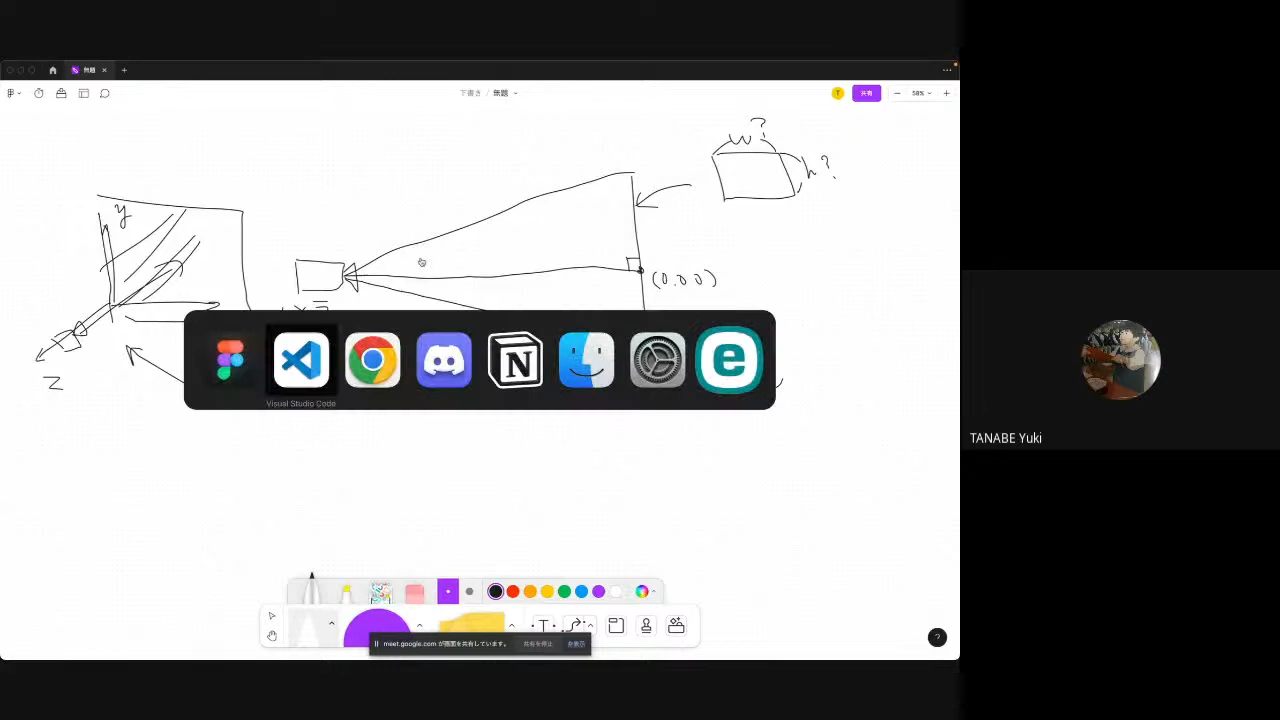 無題
下書き / 無題
T
共有
50%
w?
h?
y
(0.0.0)
z
N
e
Visual Studio Code
TANABE Yuki
T
meet.google.com が画面を共有しています。
共有を停止
非表示
?